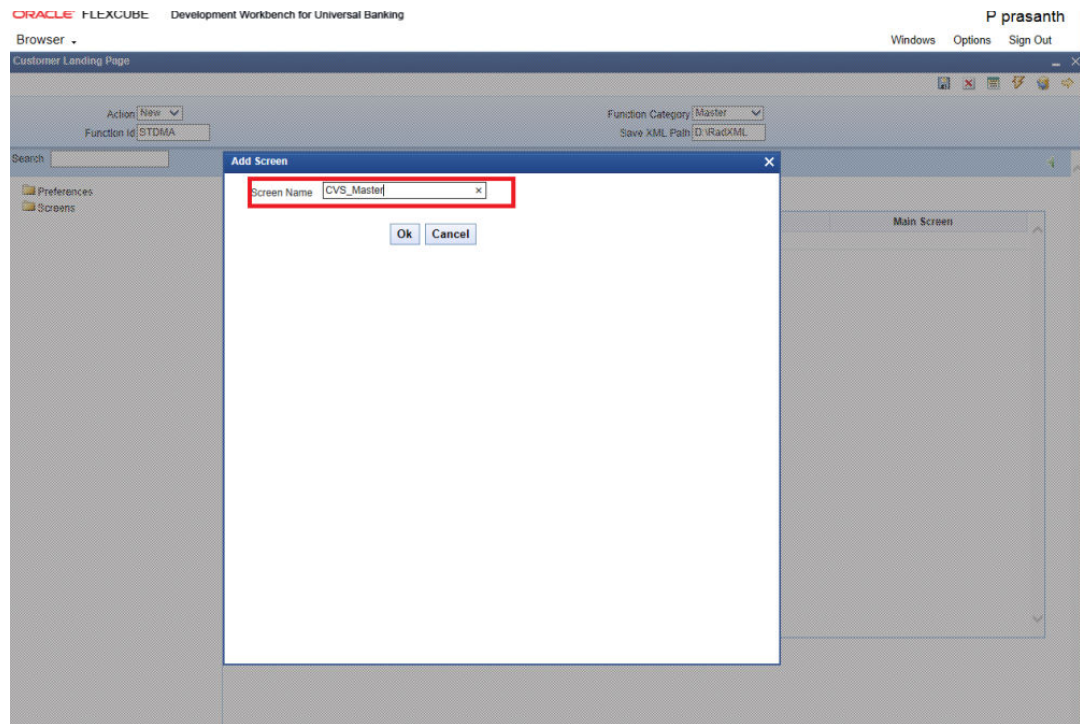 ORACLE FLEXCUBE Development Workbench for Universal Banking P prasanth
Browser Windows Options Sign Out
Customer Landing Page
Action New Function Category Master
Function Id STDMA Save XML Path D:\RadXML
Search
Add Screen
Preferences
Screens
Screen Name CVS_Master
Main Screen
Ok Cancel